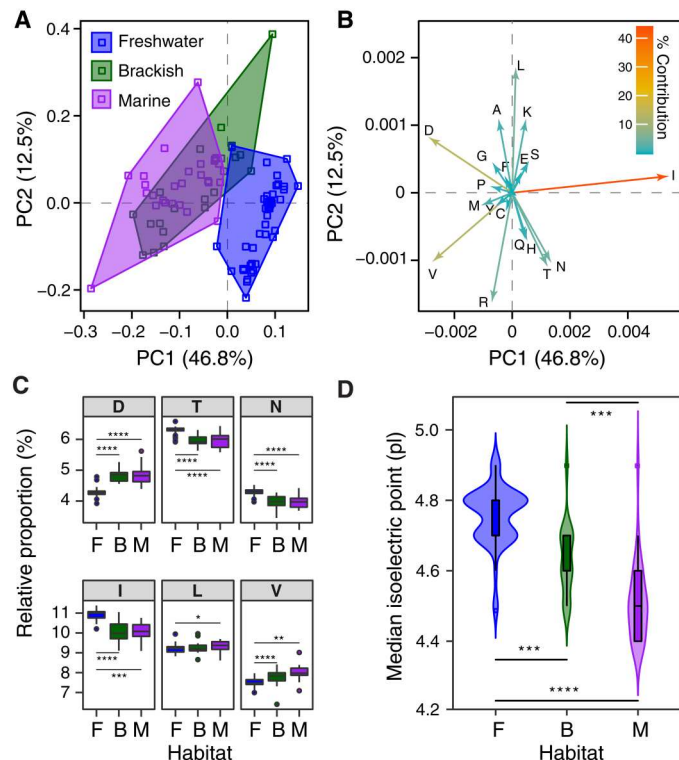 A
Freshwater
Brackish
Marine
PC2 (12.5%)
0.4
0.2
0.0
−0.2
−0.3
−0.2
−0.1
0.0
0.1
PC1 (46.8%)
B
% Contribution
40
30
20
10
PC2 (12.5%)
0.002
0.001
0
−0.001
L
A
K
D
G
F
E
S
I
P
M
Y
C
Q
H
V
T
N
R
−0.002
0
0.002
0.004
PC1 (46.8%)
C
Relative proportion (%)
D
T
N
6
5
4
****
****
****
****
****
****
F B M
F B M
F B M
I
L
V
11
10
9
8
7
****
***
*
**
****
F B M
F B M
F B M
Habitat
D
Median isoelectric point (pI)
5.0
4.8
4.6
4.4
4.2
***
***
****
F
B
M
Habitat